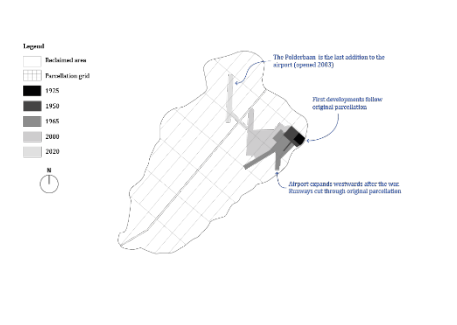 Legend
Reclaimed area
Parcellation grid
1925
1950
1965
2000
2020
N
The Polderbaan is the last addition to the
airport (opened 2003)
First developments follow
original parcellation
Airport expands westwards after the war.
Runways cut through original parcellation